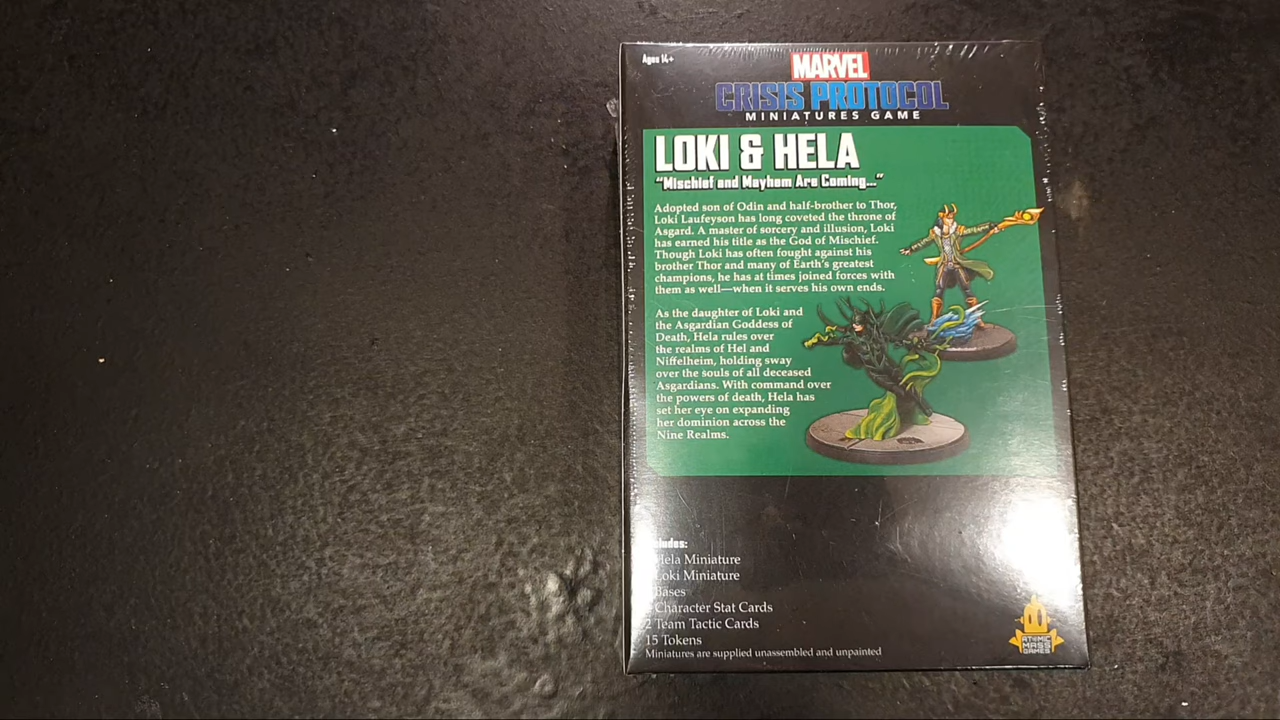 Ages 14+
MARVEL
CRISIS PROTOCOL
MINIATURES GAME
LOKI & HELA
"Mischief and Mayhem Are Coming..."
Adopted son of Odin and half-brother to Thor,
Loki Laufeyson has long coveted the throne of
Asgard. A master of sorcery and illusion, Loki
has earned his title as the God of Mischief.
Though Loki has often fought against his
brother Thor and many of Earth's greatest
champions, he has at times joined forces with
them as well—when it serves his own ends.
As the daughter of Loki and
the Asgardian Goddess of
Death, Hela rules over
the realms of Hel and
Niffelheim, holding sway
over the souls of all deceased
Asgardians. With command over
the powers of death, Hela has
set her eye on expanding
her dominion across the
Nine Realms.
Hela Miniature
Loki Miniature
Bases
Character Stat Cards
2 Team Tactic Cards
15 Tokens
Miniatures are supplied unassembled and unpainted
ATOMIC
MASS
GAMES